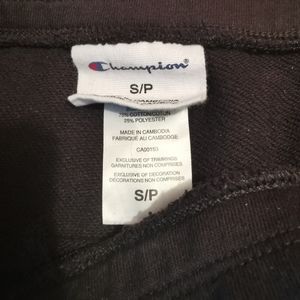 Champion
S/P
75% COTTON/COTON
25% POLYESTER
MADE IN CAMBODIA
FABRIQUÉ AU CAMBODGE
EXCLUSIVE OF TRIMMINGS
GARNITURES NON COMPRISES
EXCLUSIVE OF DECORATION
DÉCORATIONS NON COMPRISES
S/P